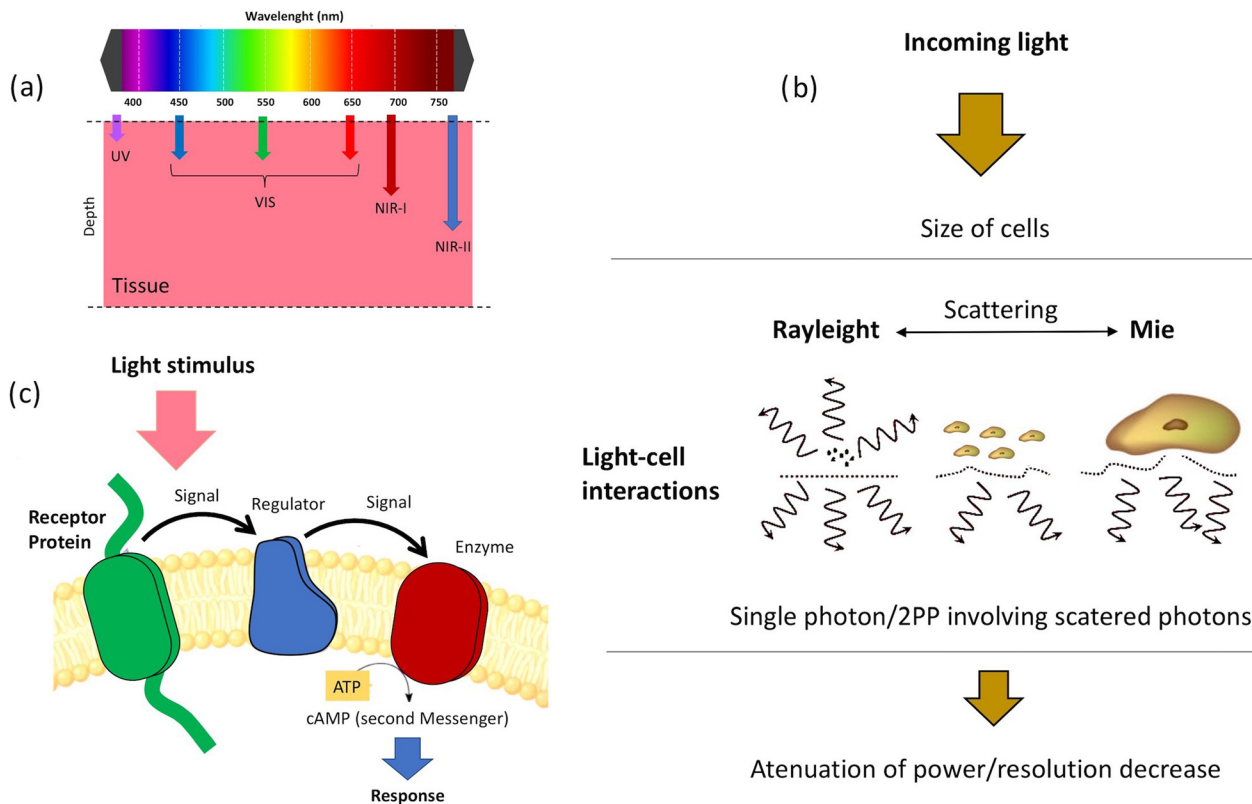 (a)
Wavelenght (nm)
400 450 500 550 600 650 700 750
UV
VIS
NIR-I
NIR-II
Depth
Tissue
(b)
Incoming light
Size of cells
Scattering
Rayleight
Mie
Light-cell
interactions
Single photon/2PP involving scatered photons
Atenuation of power/resolution decrease
(c)
Light stimulus
Signal
Regulator
Signal
Receptor
Protein
Enzyme
ATP
cAMP (second Messenger)
Response